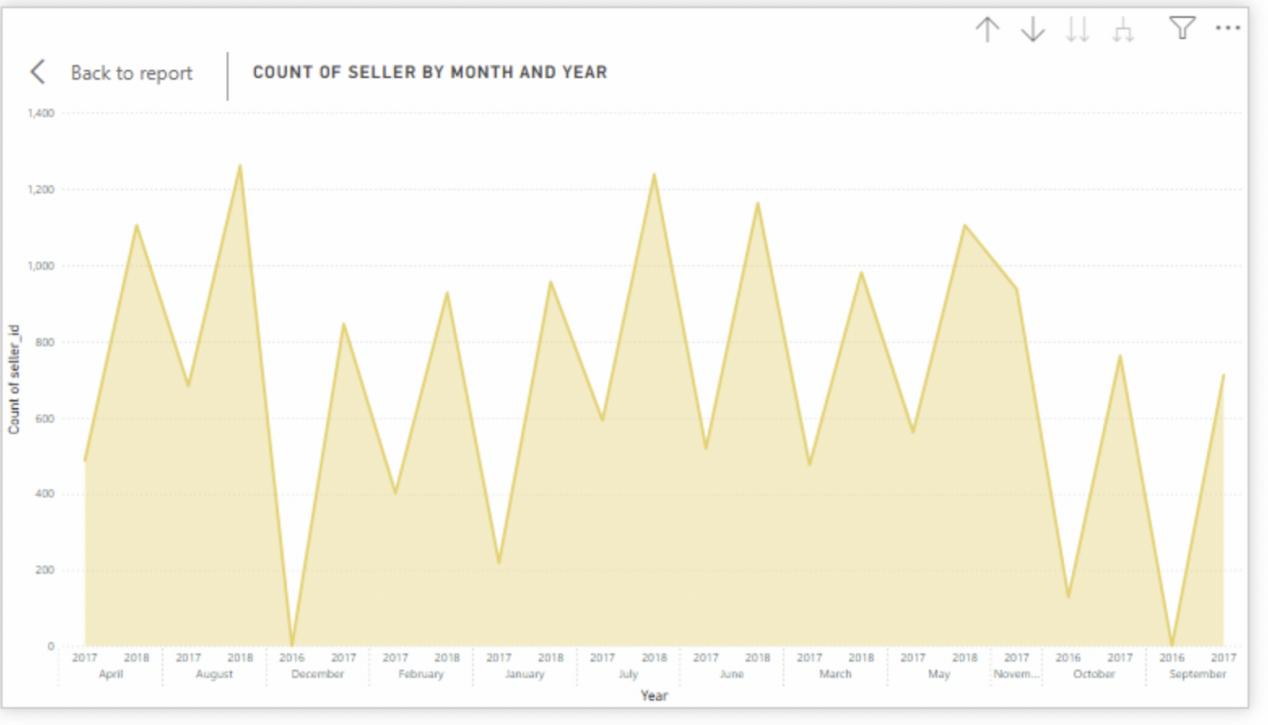 Back to report
COUNT OF SELLER BY MONTH AND YEAR
1,400
1,200
1,000
800
600
400
200
0
Count of seller_id
2017 2018 2017 2018 2016 2017 2017 2018 2017 2018 2017 2018 2017 2018 2017 2018 2017 2018 2017 2016 2017 2016 2017
April August December February January July June March May Novem... October September
Year